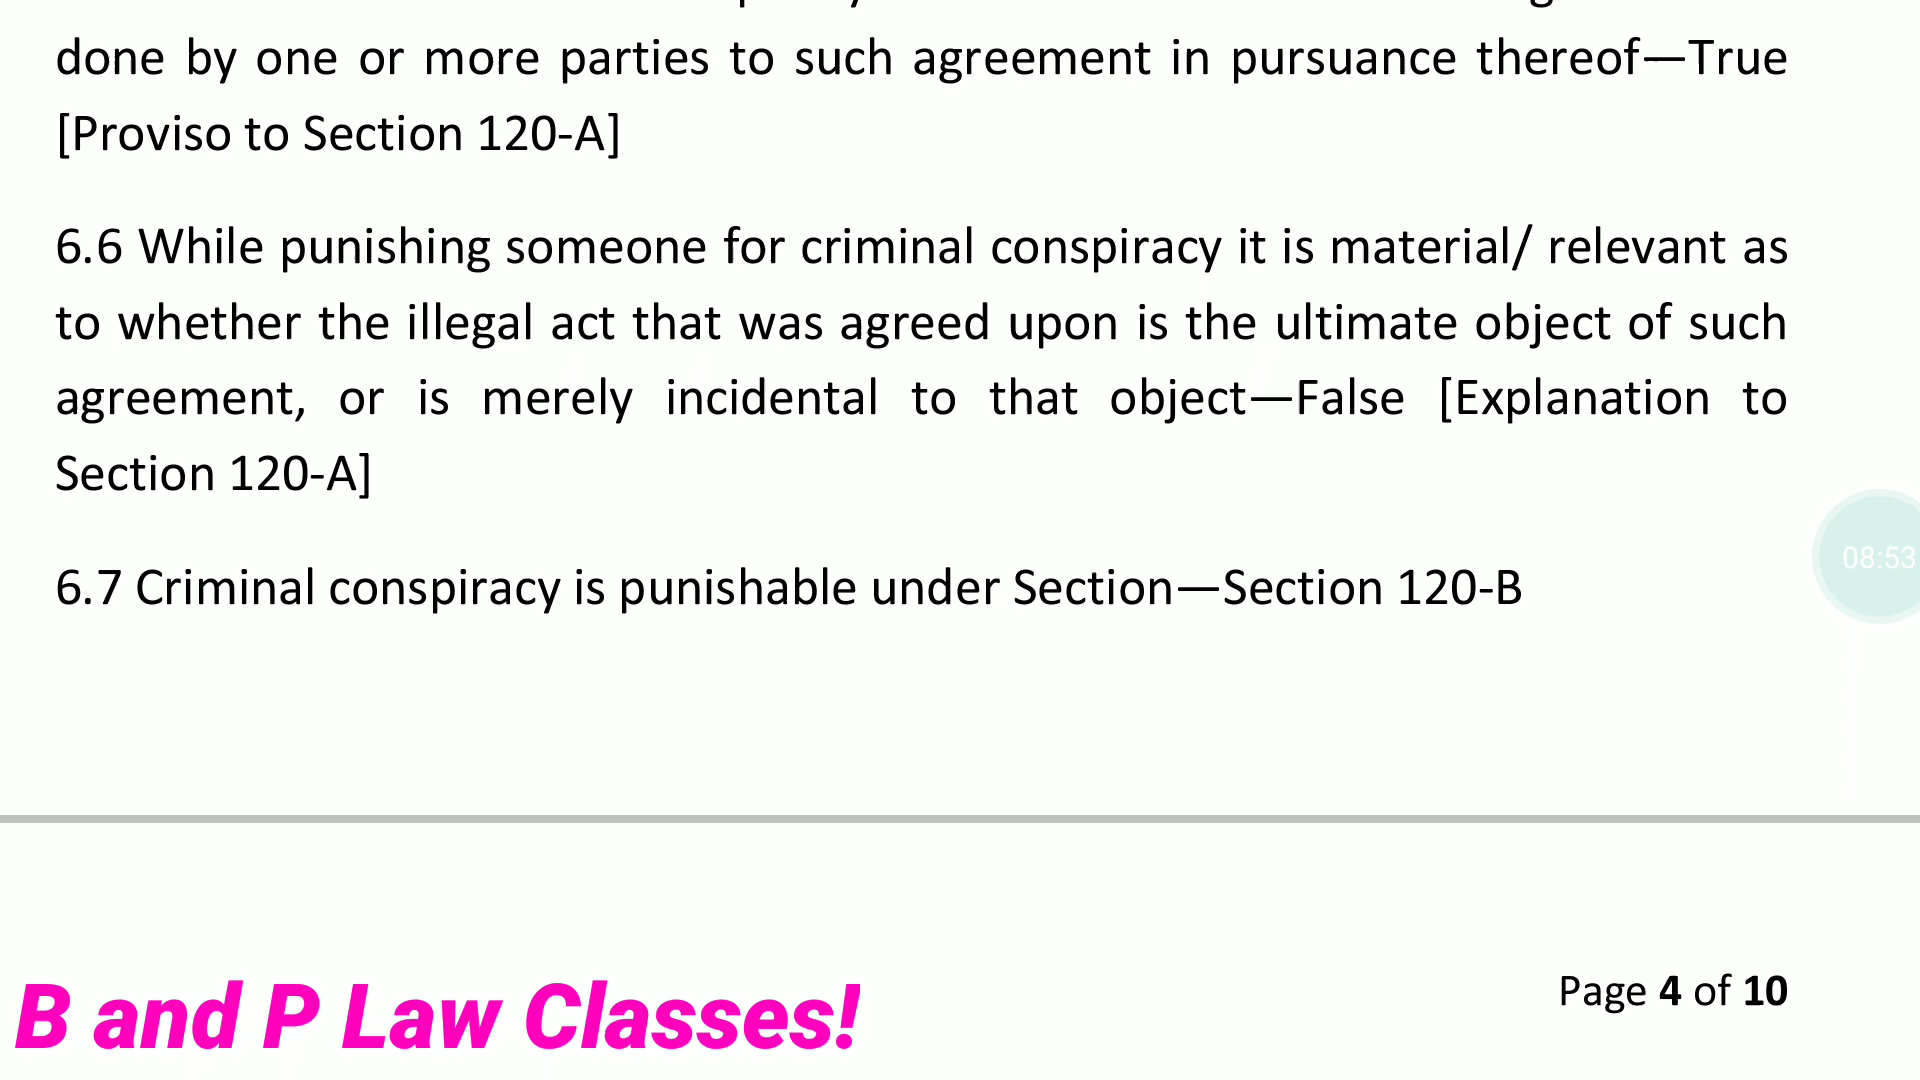 done by one or more parties to such agreement in pursuance thereof—True
[Proviso to Section 120-A]
6.6 While punishing someone for criminal conspiracy it is material/ relevant as
to whether the illegal act that was agreed upon is the ultimate object of such
agreement, or is merely incidental to that object—False [Explanation to
Section 120-A]
08:53
6.7 Criminal conspiracy is punishable under Section—Section 120-B
Page 4 of 10
B and P Law Classes!